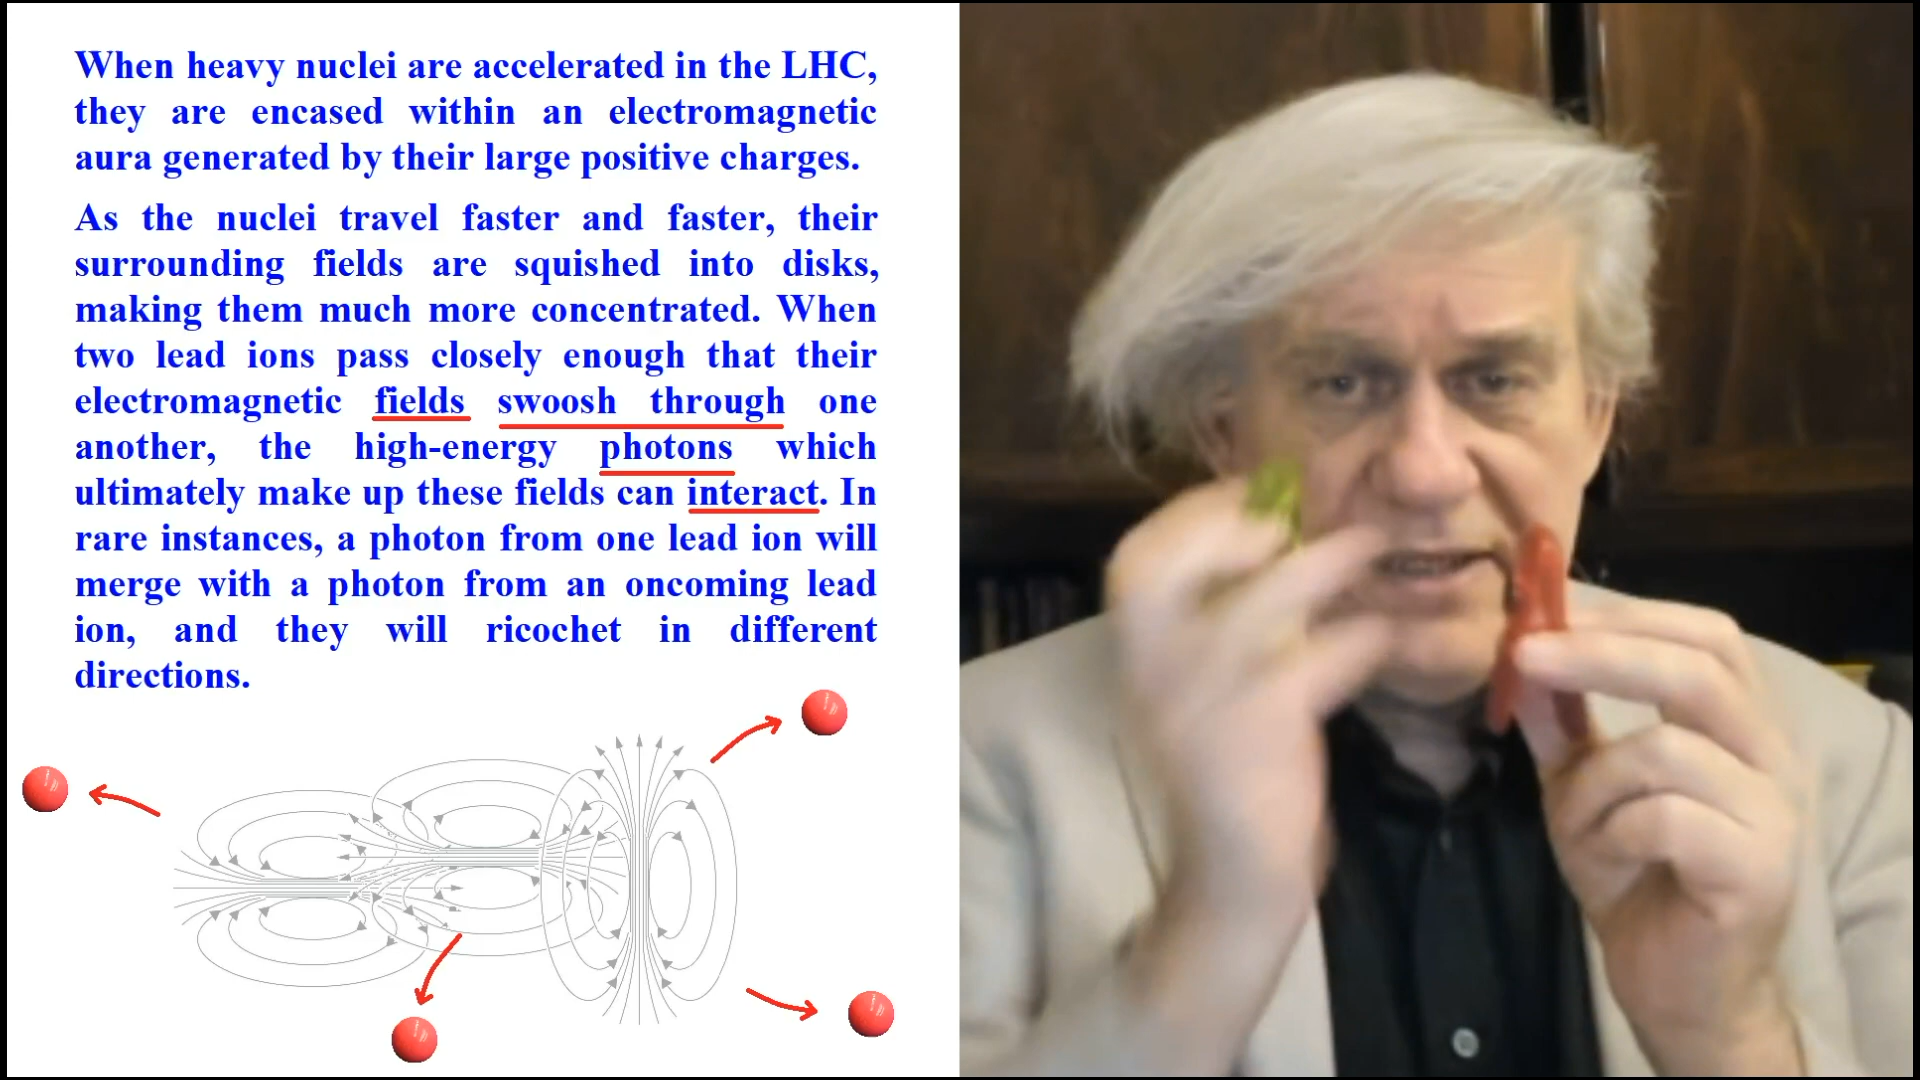 When heavy nuclei are accelerated in the LHC,
they are encased within an electromagnetic
aura generated by their large positive charges.
As the nuclei travel faster and faster, their
surrounding fields are squished into disks,
making them much more concentrated. When
two lead ions pass closely enough that their
electromagnetic fields swoosh through one
another, the high-energy photons which
ultimately make up these fields can interact. In
rare instances, a photon from one lead ion will
merge with a photon from an oncoming lead
ion, and they will ricochet in different
directions.